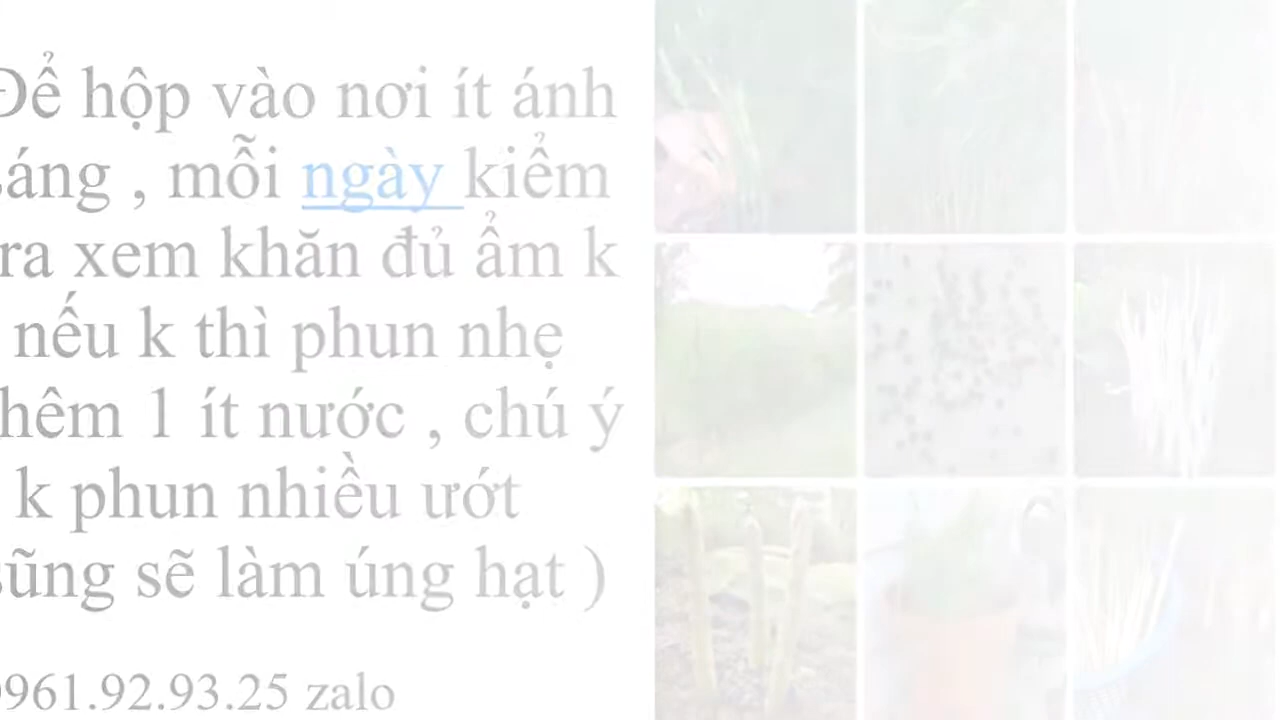 Để hộp vào nơi ít ánh
sáng , mỗi ngày kiểm
ra xem khăn đủ ẩm k
nếu k thì phun nhẹ
hêm 1 ít nước , chú ý
k phun nhiều ướt
sũng sẽ làm úng hạt )
0961.92.93.25 zalo